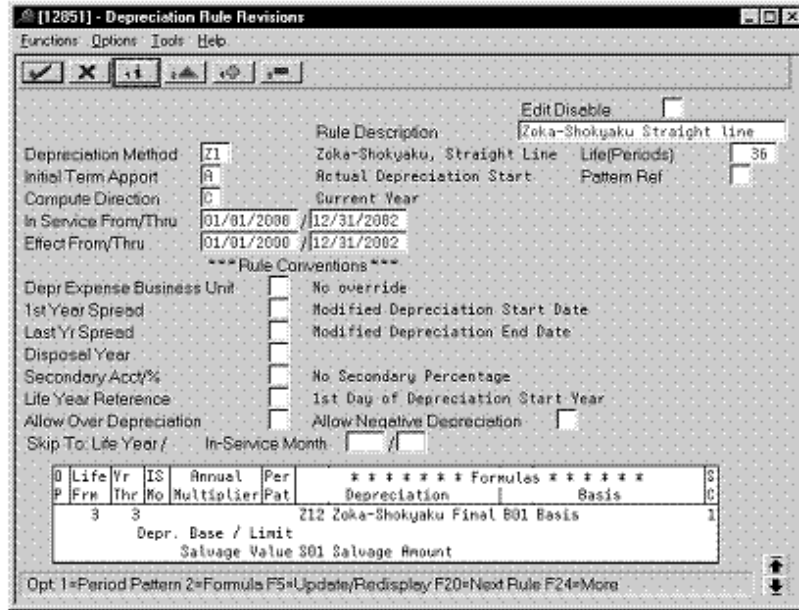 [12851] - Depreciation Rule Revisions
Functions Options Tools Help
Edit Disable
Rule Description Zoka-Shokyaku Straight line
Depreciation Method Z1 Zoka-Shokyaku, Straight Line Life(Periods) 36
Initial Term Apport A Actual Depreciation Start Pattern Ref
Compute Direction C Current Year
In Service From/Thru 01/01/2000 / 12/31/2002
Effect From/Thru 01/01/2000 / 12/31/2002
*** Rule Conventions ***
Depr Expense Business Unit No override
1st Year Spread Modified Depreciation Start Date
Last Yr Spread Modified Depreciation End Date
Disposal Year
Secondary Acct/% No Secondary Percentage
Life Year Reference 1st Day of Depreciation Start Year
Allow Over Depreciation Allow Negative Depreciation
Skip To: Life Year / In-Service Month /
O Life Yr IS Annual Per * * * * * * * Formulas * * * * * * S
P Frm Thr Mo Multiplier Pat Depreciation | Basis C
3 3 Z12 Zoka-Shokyaku Final B01 Basis 1
Depr. Base / Limit
Salvage Value S01 Salvage Amount
Opt: 1=Period Pattern 2=Formula F5=Update/Redisplay F20=Next Rule F24=More